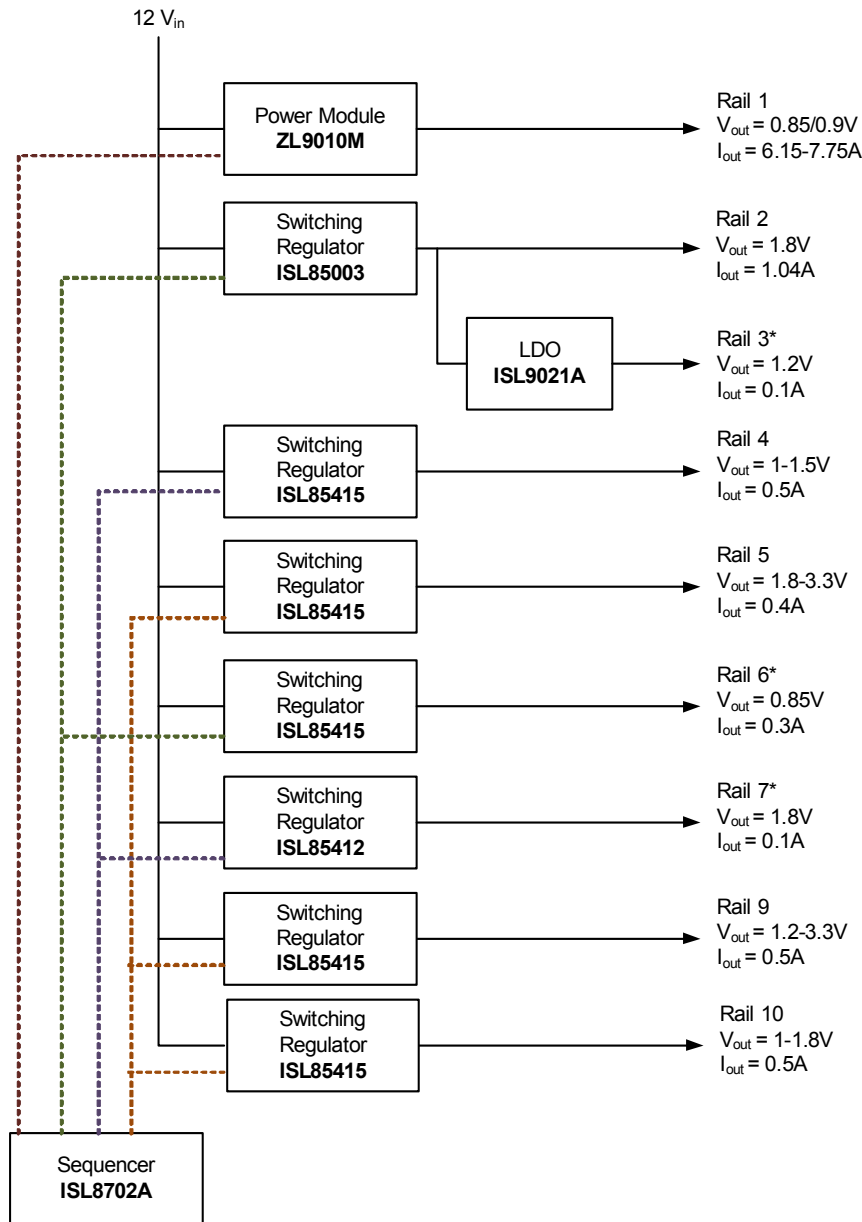 12 Vin
Power Module
ZL9010M
Rail 1
Vout = 0.85/0.9V
Iout = 6.15-7.75A
Switching
Regulator
ISL85003
Rail 2
Vout = 1.8V
Iout = 1.04A
LDO
ISL9021A
Rail 3*
Vout = 1.2V
Iout = 0.1A
Switching
Regulator
ISL85415
Rail 4
Vout = 1-1.5V
Iout = 0.5A
Switching
Regulator
ISL85415
Rail 5
Vout = 1.8-3.3V
Iout = 0.4A
Switching
Regulator
ISL85415
Rail 6*
Vout = 0.85V
Iout = 0.3A
Switching
Regulator
ISL85412
Rail 7*
Vout = 1.8V
Iout = 0.1A
Switching
Regulator
ISL85415
Rail 9
Vout = 1.2-3.3V
Iout = 0.5A
Switching
Regulator
ISL85415
Rail 10
Vout = 1-1.8V
Iout = 0.5A
Sequencer
ISL8702A